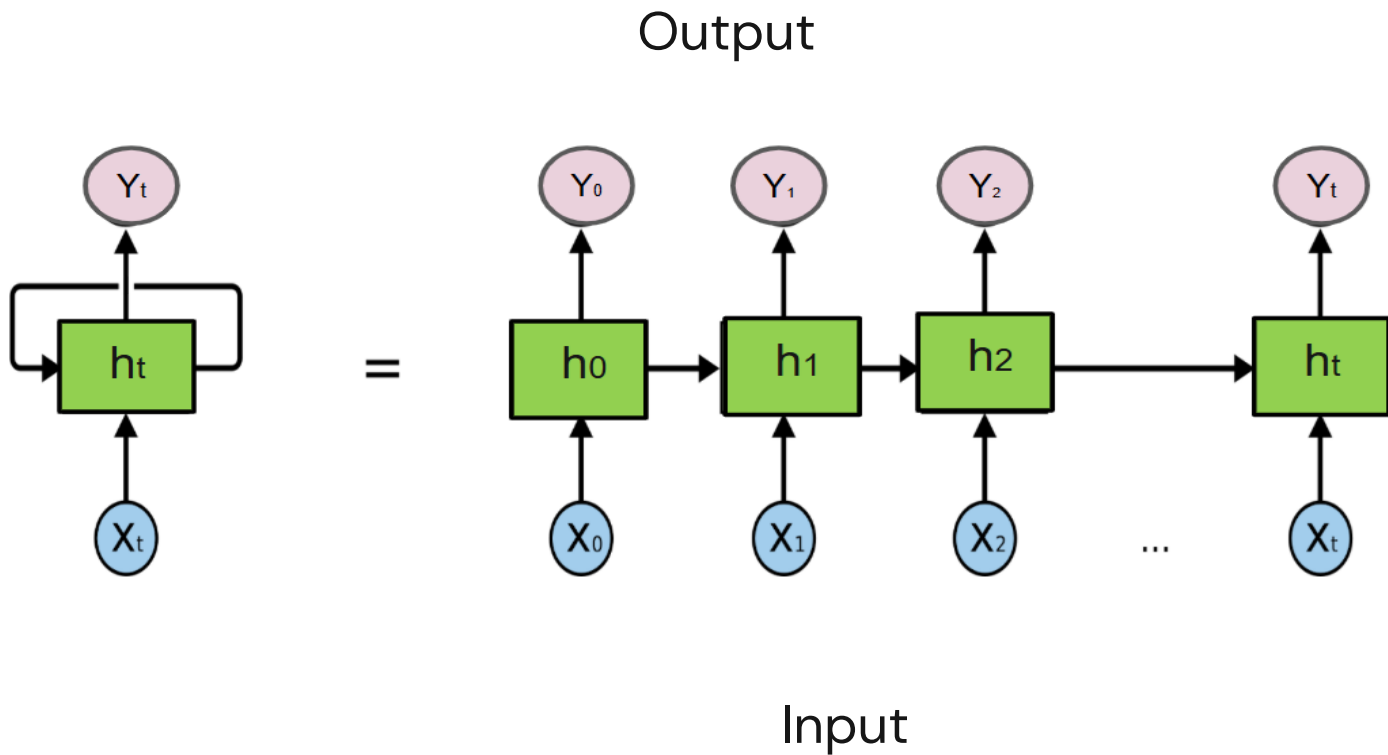 Output
Yt Y0 Y1 Y2 Yt
ht = h0 h1 h2 ht
Xt X0 X1 X2 ... Xt
Input